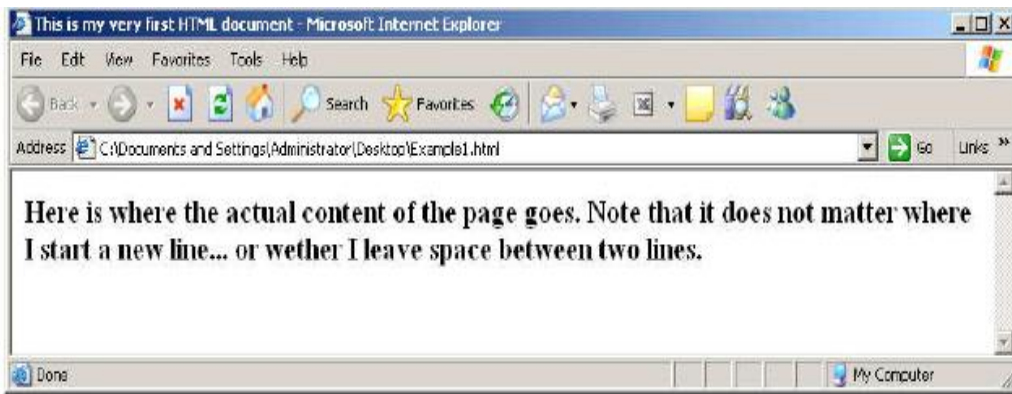 This is my very first HTML document - Microsoft Internet Explorer
File Edit View Favorites Tools Help
Back Search Favorites
Address C:\Documents and Settings\Administrator\Desktop\Example1.html Go Links »
Here is where the actual content of the page goes. Note that it does not matter where
I start a new line... or wether I leave space between two lines.
Done My Computer